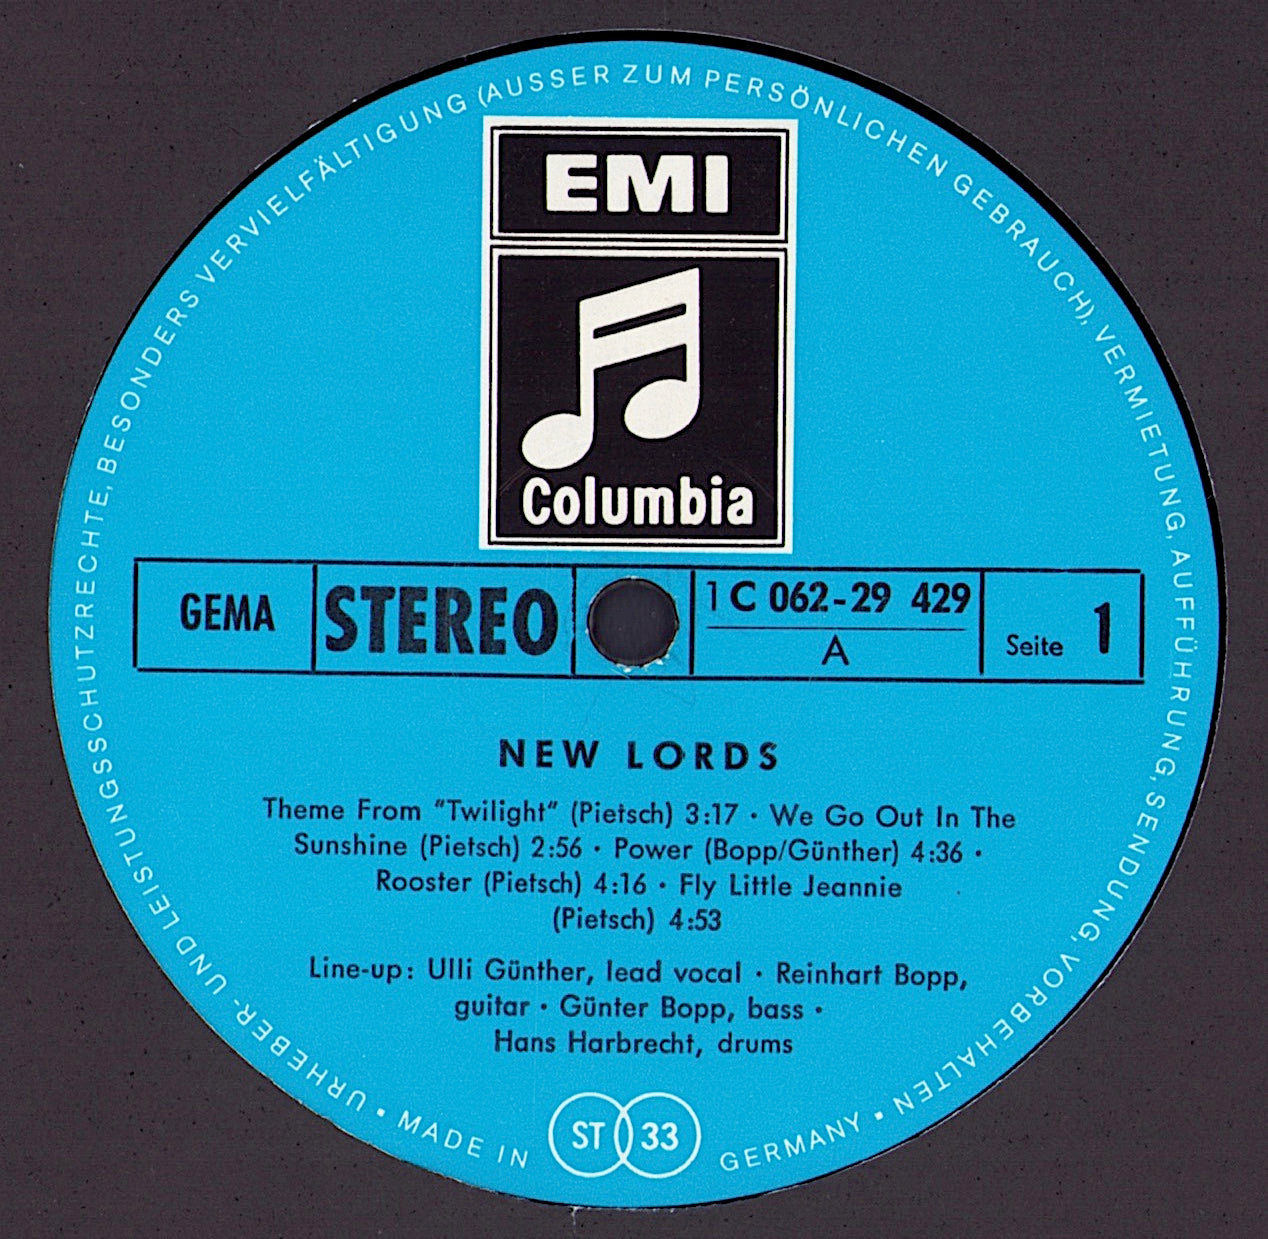 URHEBER- UND LEISTUNGSSCHUTZRECHTE, BESONDERS VERVIELFÄLTIGUNG (AUSSER ZUM PERSÖNLICHEN GEBRAUCH), VERMIETUNG, AUFFÜHRUNG, SENDUNG, VORBEHALTEN
EMI
Columbia
GEMA
STEREO
1 C 062-29 429
A
Seite 1
NEW LORDS
Theme From "Twilight" (Pietsch) 3:17 · We Go Out In The
Sunshine (Pietsch) 2:56 · Power (Bopp/Günther) 4:36 ·
Rooster (Pietsch) 4:16 · Fly Little Jeannie
(Pietsch) 4:53
Line-up: Ulli Günther, lead vocal · Reinhart Bopp,
guitar · Günter Bopp, bass ·
Hans Harbrecht, drums
• MADE IN ST 33 GERMANY •